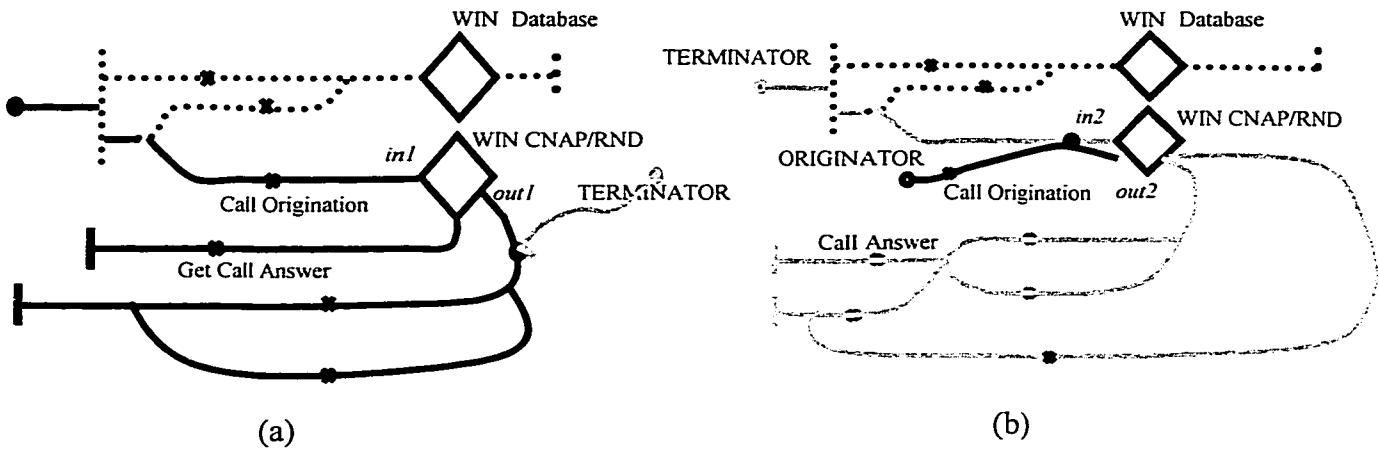 WIN Database
in1
WIN CNAP/RND
out1
TERMINATOR
Call Origination
Get Call Answer
(a)
WIN Database
TERMINATOR
in2
WIN CNAP/RND
ORIGINATOR
Call Origination
out2
Call Answer
(b)